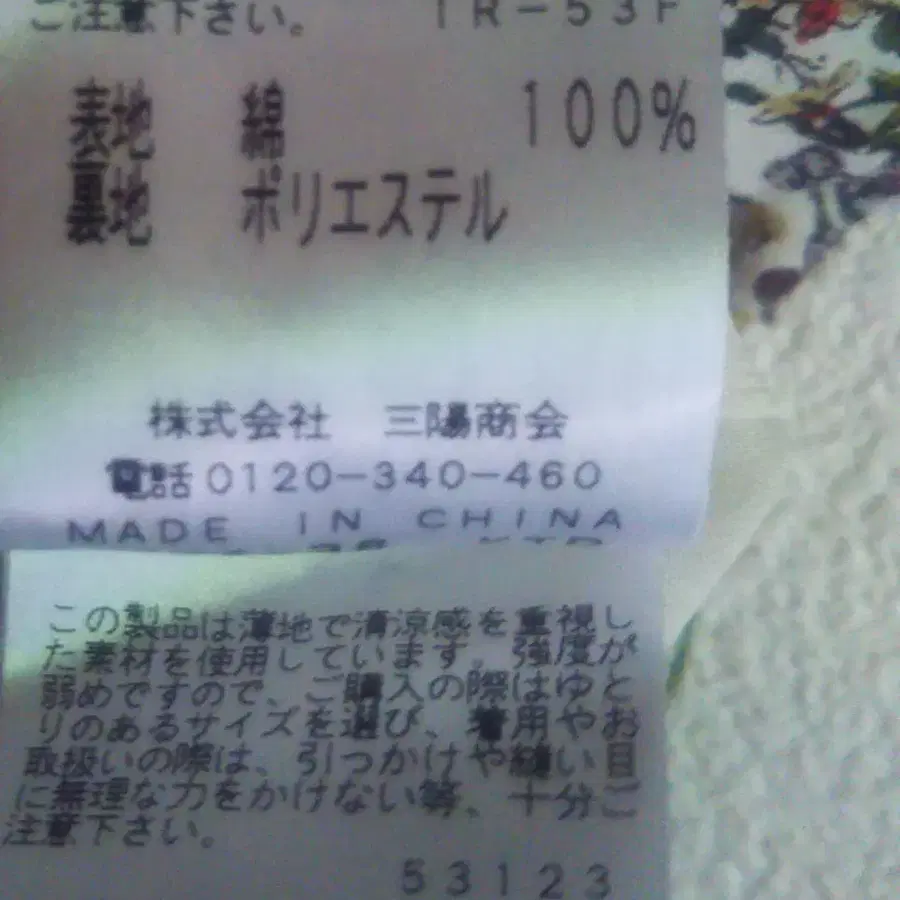 ご注意下さい。 TR-53F
表地 綿 100%
裏地 ポリエステル
株式会社 三陽商会
電話0120-340-460
MADE IN CHINA
この製品は薄地で清涼感を重視し
た素材を使用しています。強度が
弱めですので、ご購入の際はゆと
りのあるサイズを選び、着用やお
取扱いの際は、引っかけや縫い目
に無理な力をかけない等、十分ご
注意下さい。
53123